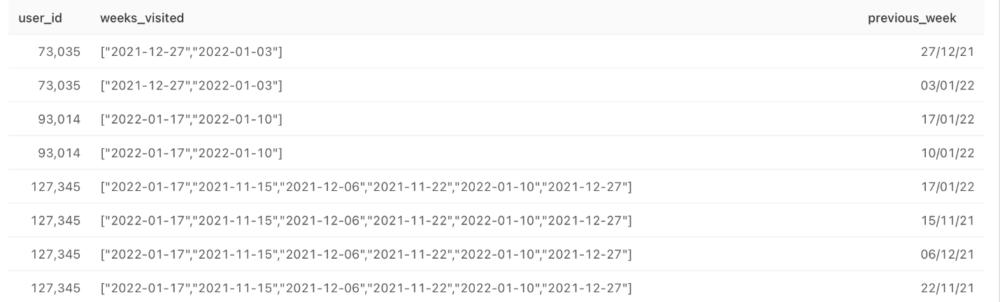 user_id weeks_visited previous_week
73,035 ["2021-12-27","2022-01-03"] 27/12/21
73,035 ["2021-12-27","2022-01-03"] 03/01/22
93,014 ["2022-01-17","2022-01-10"] 17/01/22
93,014 ["2022-01-17","2022-01-10"] 10/01/22
127,345 ["2022-01-17","2021-11-15","2021-12-06","2021-11-22","2022-01-10","2021-12-27"] 17/01/22
127,345 ["2022-01-17","2021-11-15","2021-12-06","2021-11-22","2022-01-10","2021-12-27"] 15/11/21
127,345 ["2022-01-17","2021-11-15","2021-12-06","2021-11-22","2022-01-10","2021-12-27"] 06/12/21
127,345 ["2022-01-17","2021-11-15","2021-12-06","2021-11-22","2022-01-10","2021-12-27"] 22/11/21